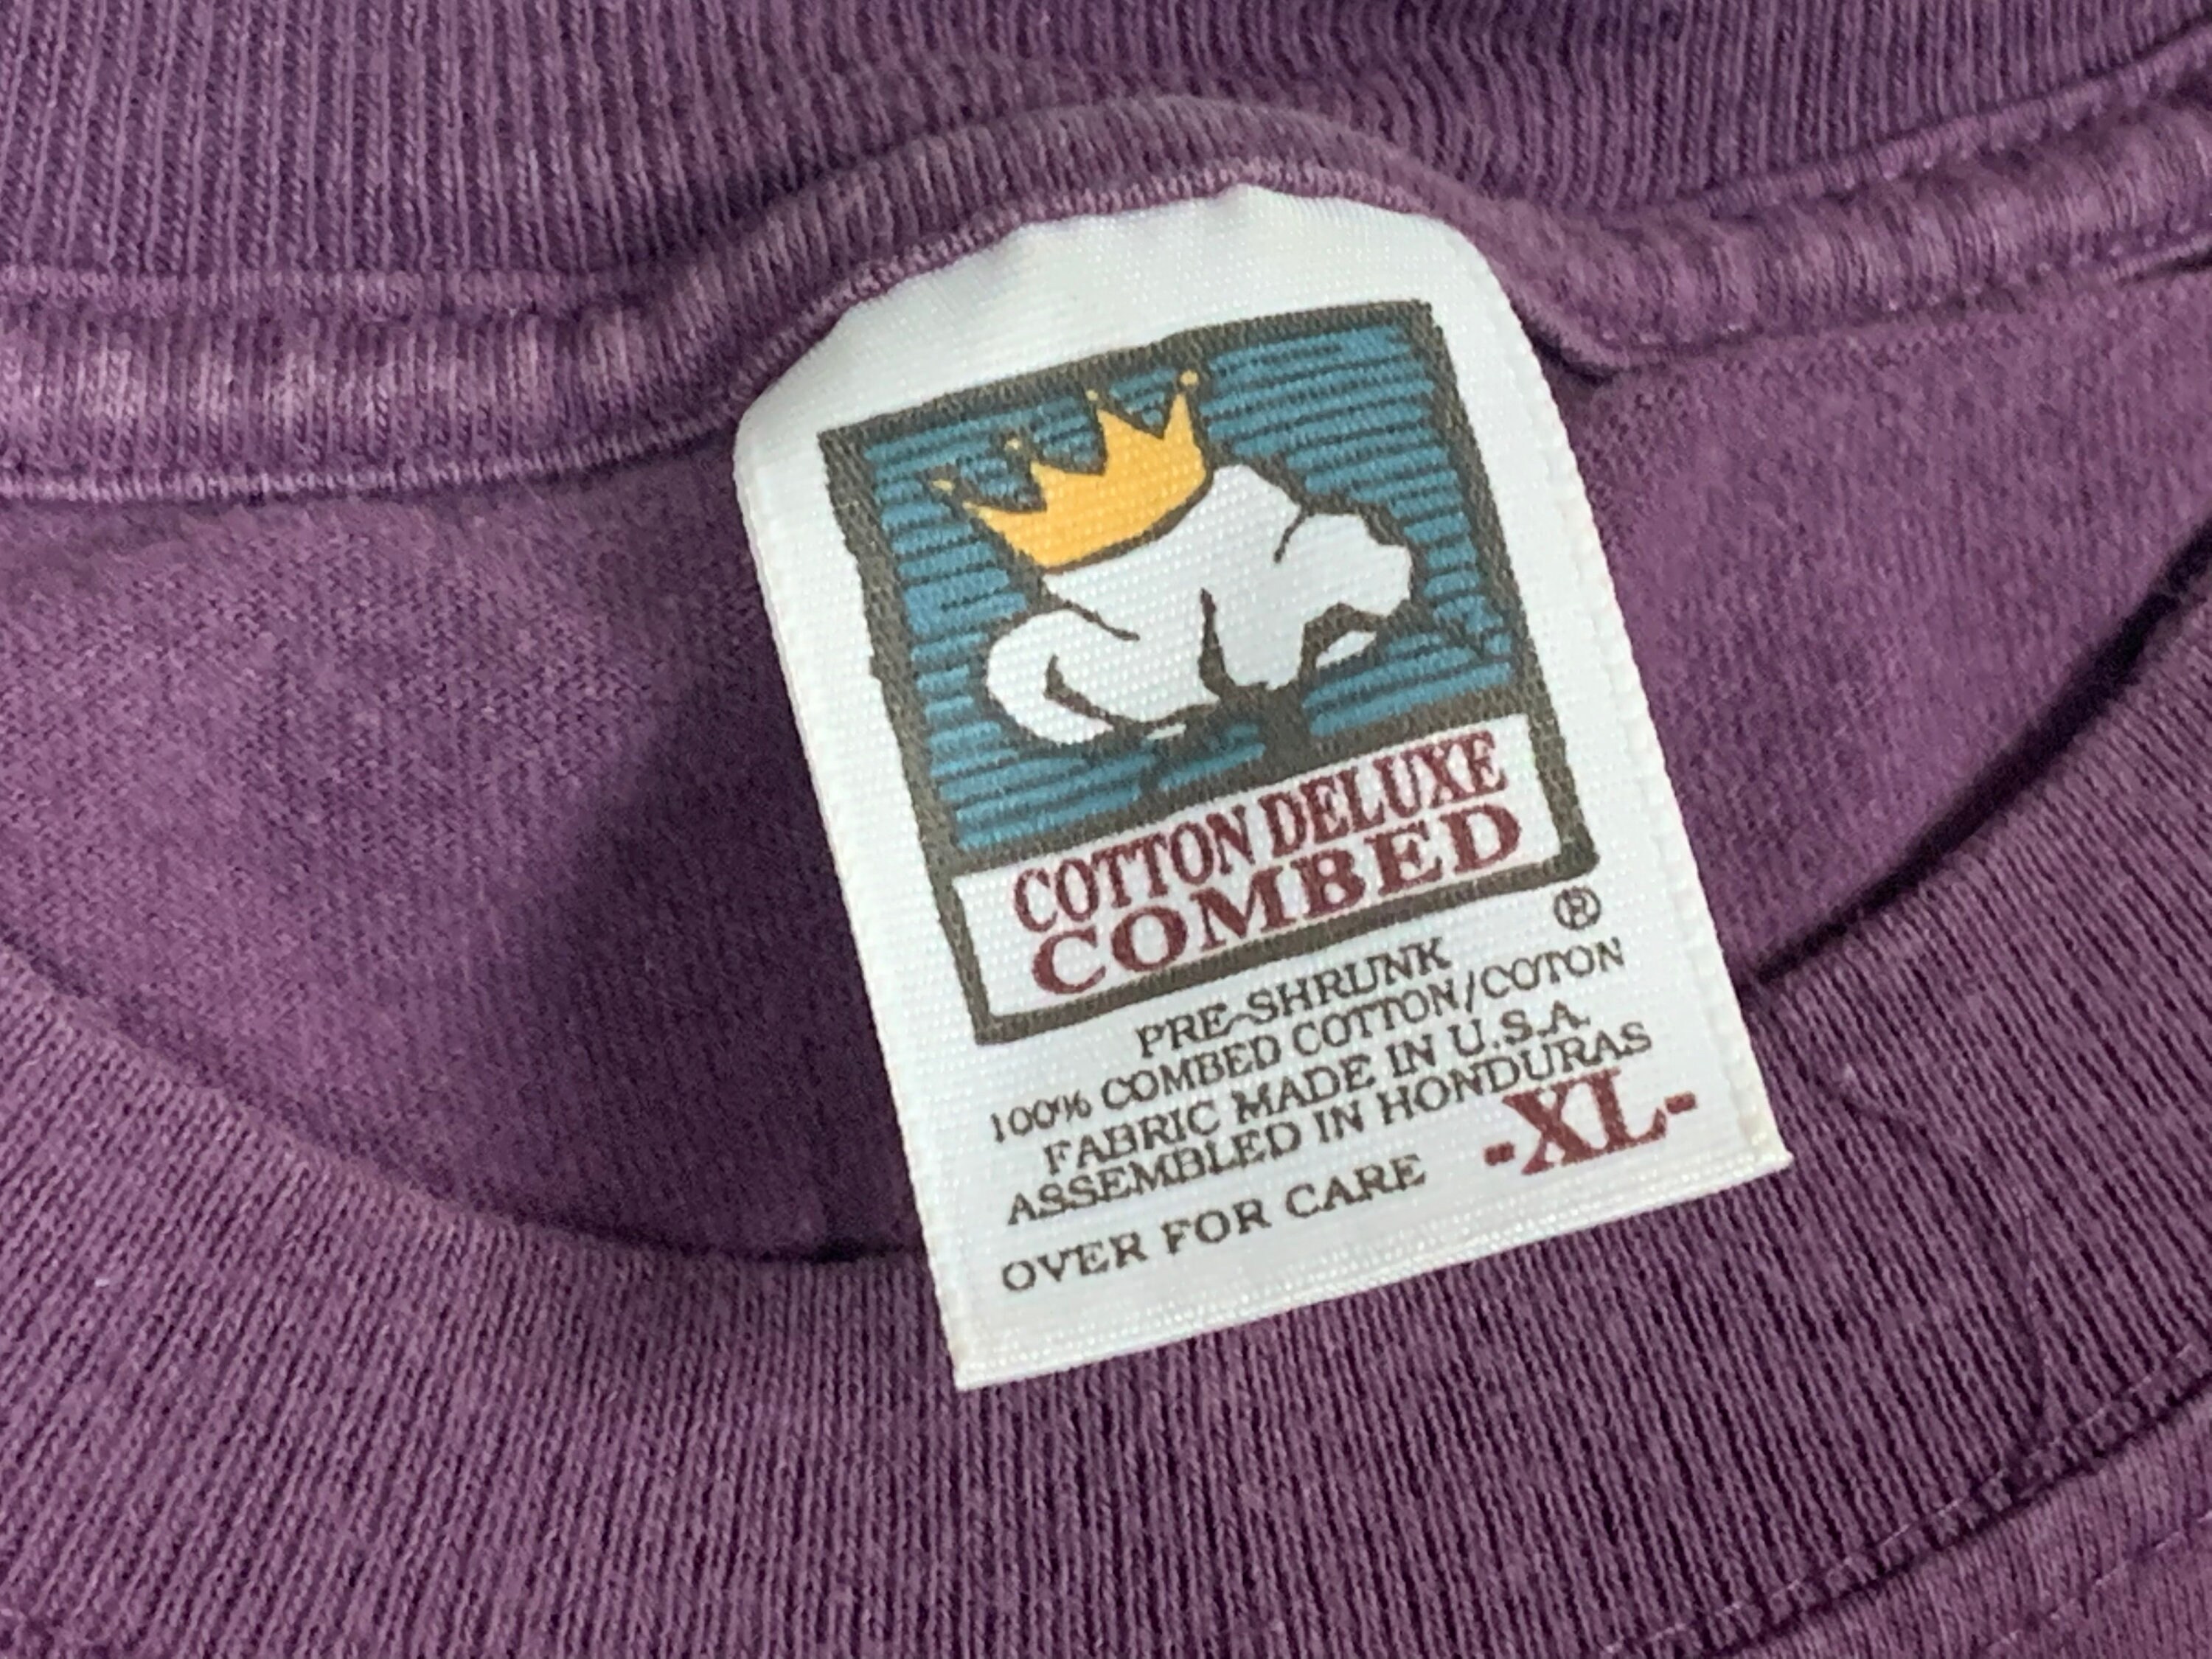 COTTON DELUXE
COMBED
®
PRE-SHRUNK
100% COMBED COTTON/COTON
FABRIC MADE IN U.S.A.
ASSEMBLED IN HONDURAS
OVER FOR CARE -XL-